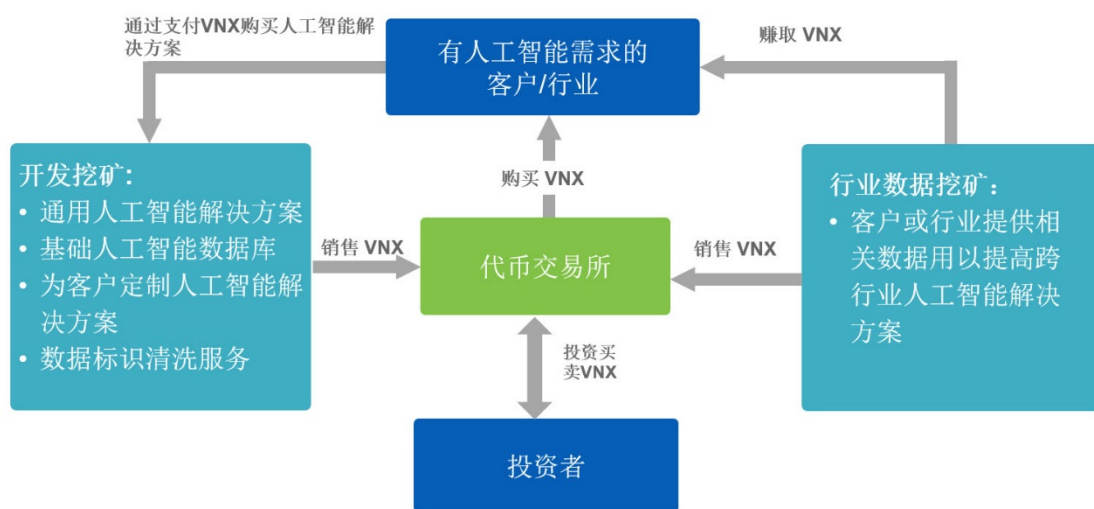 通过支付VNX购买人工智能解
决方案
有人工智能需求的
客户/行业
赚取 VNX
开发挖矿:
• 通用人工智能解决方案
• 基础人工智能数据库
• 为客户定制人工智能解
决方案
• 数据标识清洗服务
购买 VNX
行业数据挖矿：
• 客户或行业提供相
关数据用以提高跨
行业人工智能解决
方案
销售 VNX
代币交易所
销售 VNX
投资买
卖VNX
投资者